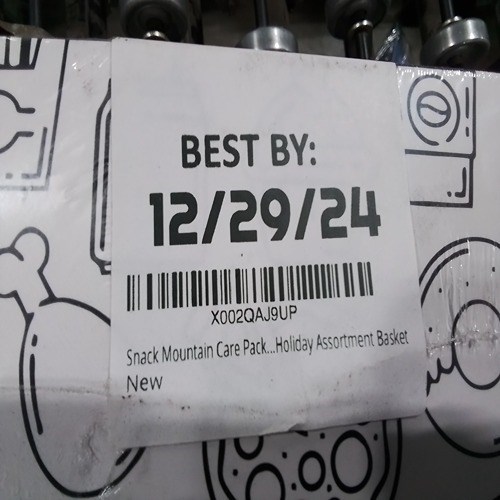 BEST BY:
12/29/24
X002QAJ9UP
Snack Mountain Care Pack...Holiday Assortment Basket
New